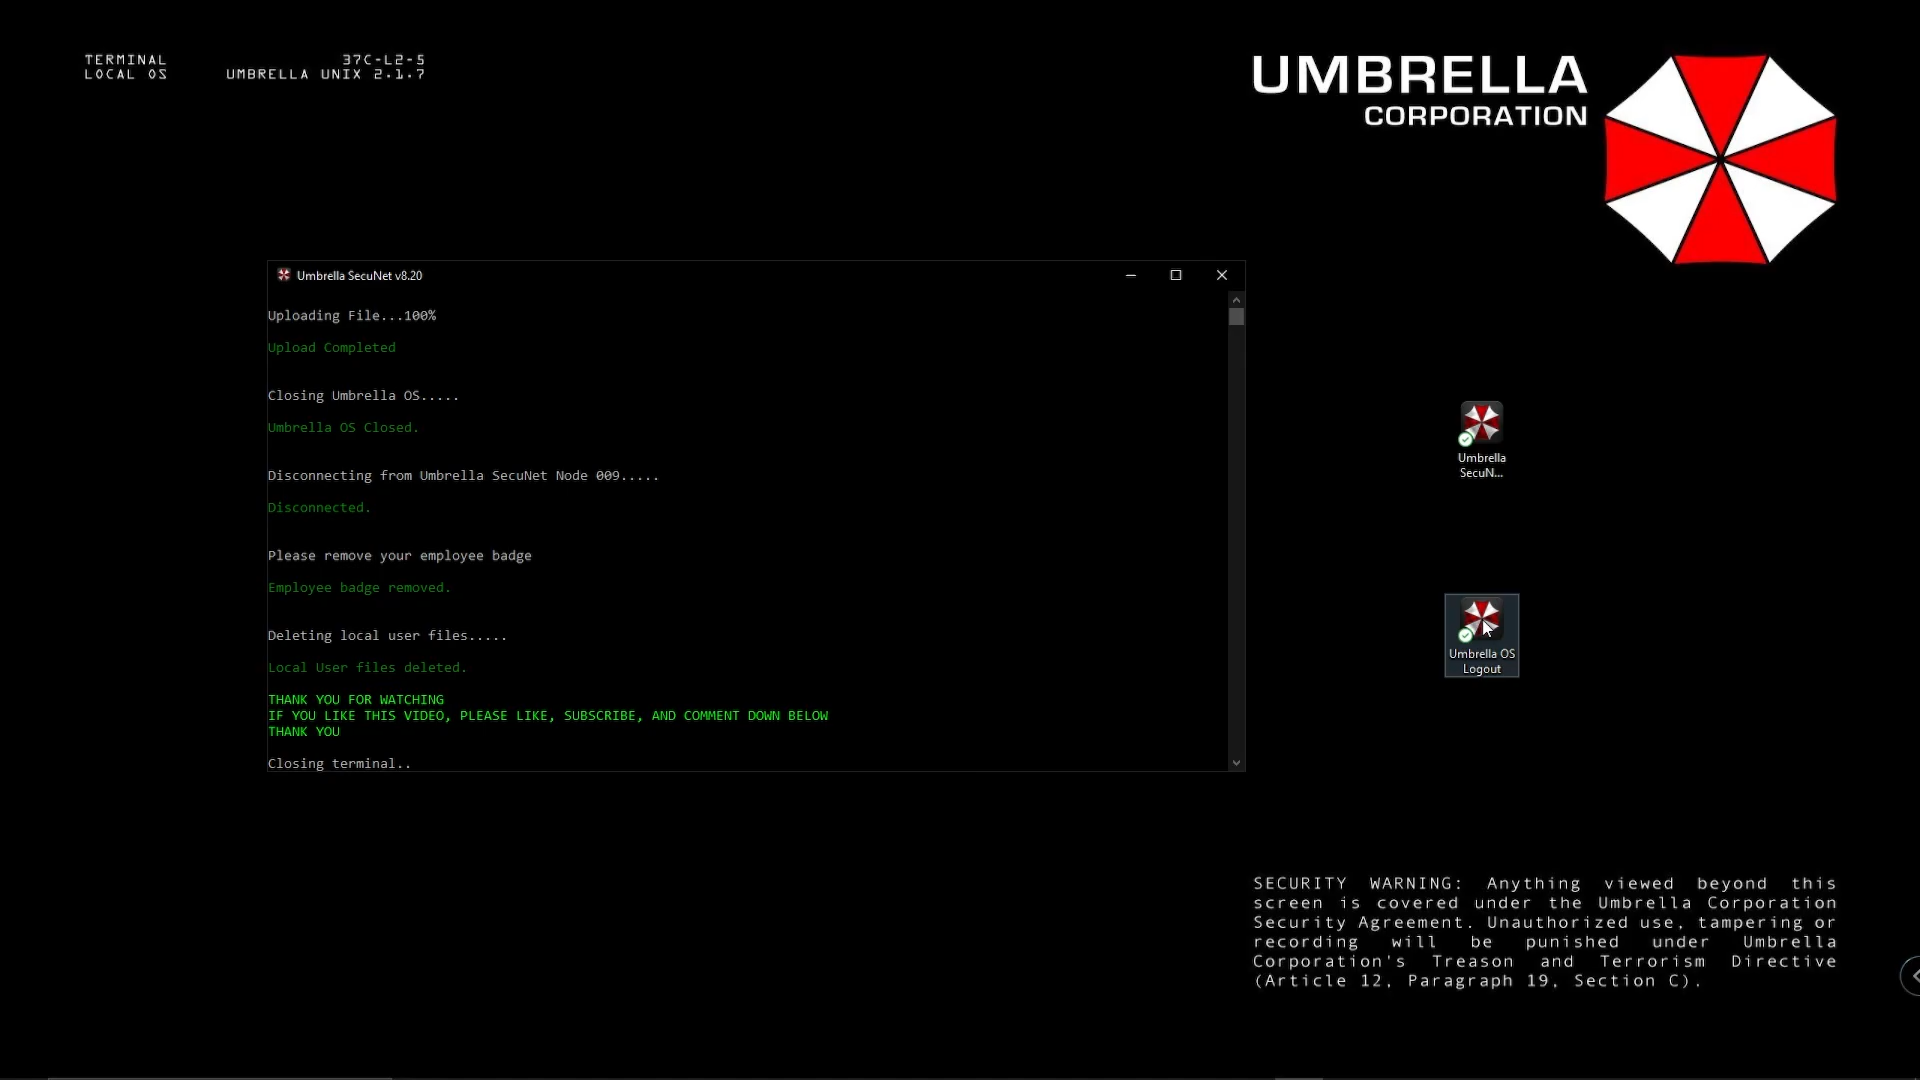 TERMINAL 37C-L2-5
LOCAL OS UMBRELLA UNIX 2.1.7
UMBRELLA
CORPORATION
Umbrella SecuNet v8.20
Uploading File...100%
Upload Completed
Closing Umbrella OS.....
Umbrella OS Closed.
Disconnecting from Umbrella SecuNet Node 009.....
Disconnected.
Please remove your employee badge
Employee badge removed.
Deleting local user files.....
Local User files deleted.
THANK YOU FOR WATCHING
IF YOU LIKE THIS VIDEO, PLEASE LIKE, SUBSCRIBE, AND COMMENT DOWN BELOW
THANK YOU
Closing terminal..
Umbrella
SecuN...
Umbrella OS
Logout
SECURITY WARNING: Anything viewed beyond this
screen is covered under the Umbrella Corporation
Security Agreement. Unauthorized use, tampering or
recording will be punished under Umbrella
Corporation's Treason and Terrorism Directive
(Article 12, Paragraph 19, Section C).